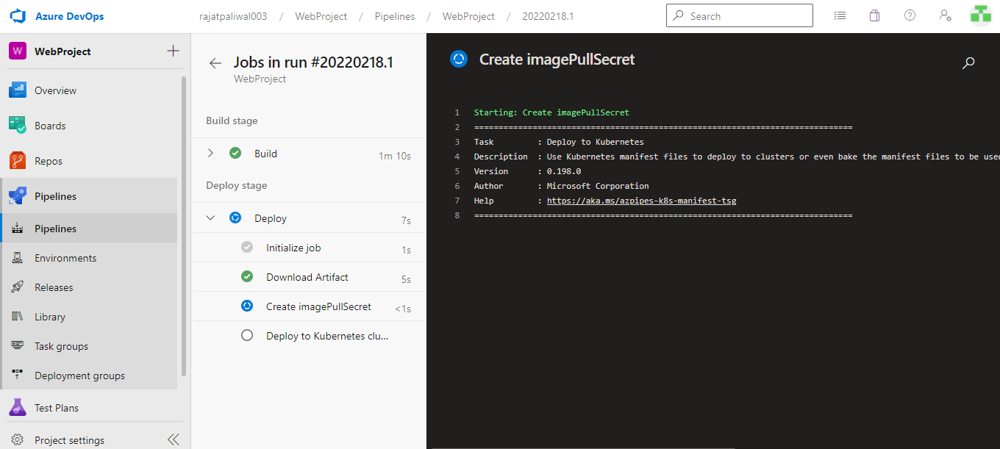 Azure DevOps
rajatpaliwal003 / WebProject / Pipelines / WebProject / 20220218.1
Search
W WebProject
Overview
Boards
Repos
Pipelines
Pipelines
Environments
Releases
Library
Task groups
Deployment groups
Test Plans
Project settings
Jobs in run #20220218.1
WebProject
Build stage
Build 1m 10s
Deploy stage
Deploy 7s
Initialize job 1s
Download Artifact 5s
Create imagePullSecret <1s
Deploy to Kubernetes clu...
Create imagePullSecret
1 Starting: Create imagePullSecret
2 ==============================================================================
3 Task : Deploy to Kubernetes
4 Description : Use Kubernetes manifest files to deploy to clusters or even bake the manifest files to be used
5 Version : 0.198.0
6 Author : Microsoft Corporation
7 Help : https://aka.ms/azpipes-k8s-manifest-tsg
8 ==============================================================================